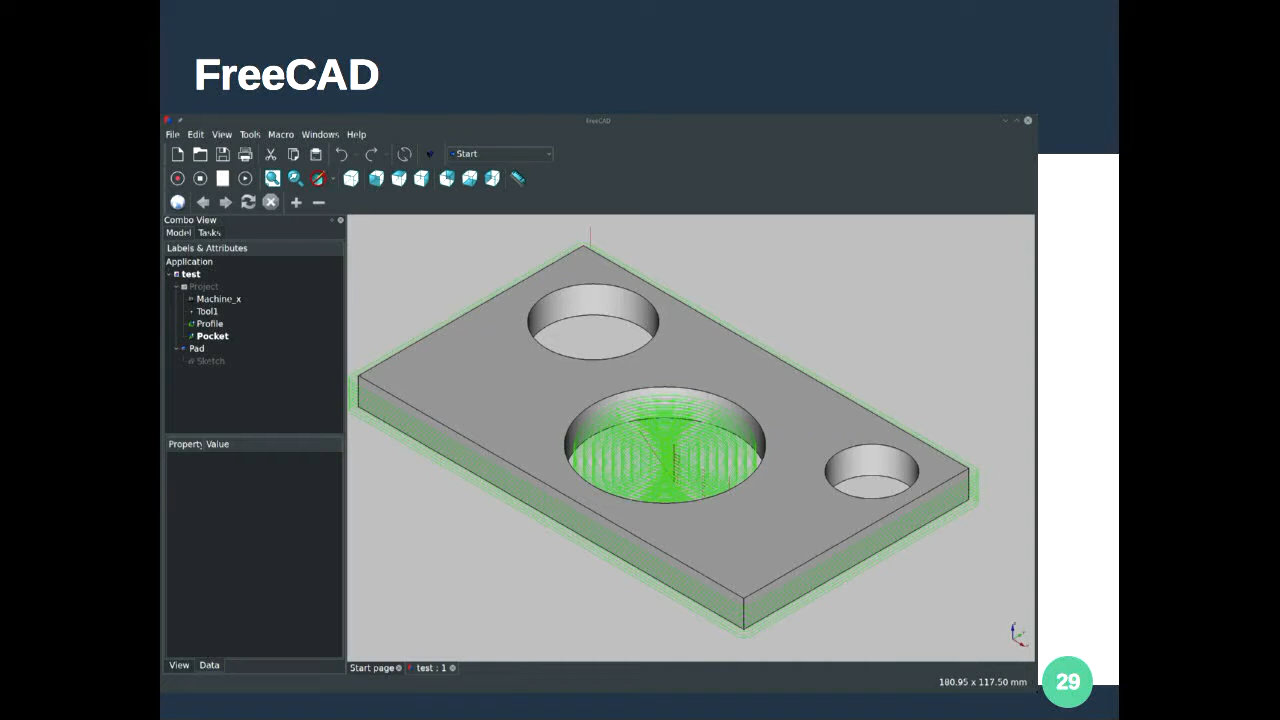 FreeCAD
FreeCAD
File Edit View Tools Macro Windows Help
Start
Combo View
Model Tasks
Labels & Attributes
Application
test
Project
Machine_x
Tool1
Profile
Pocket
Pad
Sketch
Property Value
View Data
Start page test : 1
180.95 x 117.50 mm
29